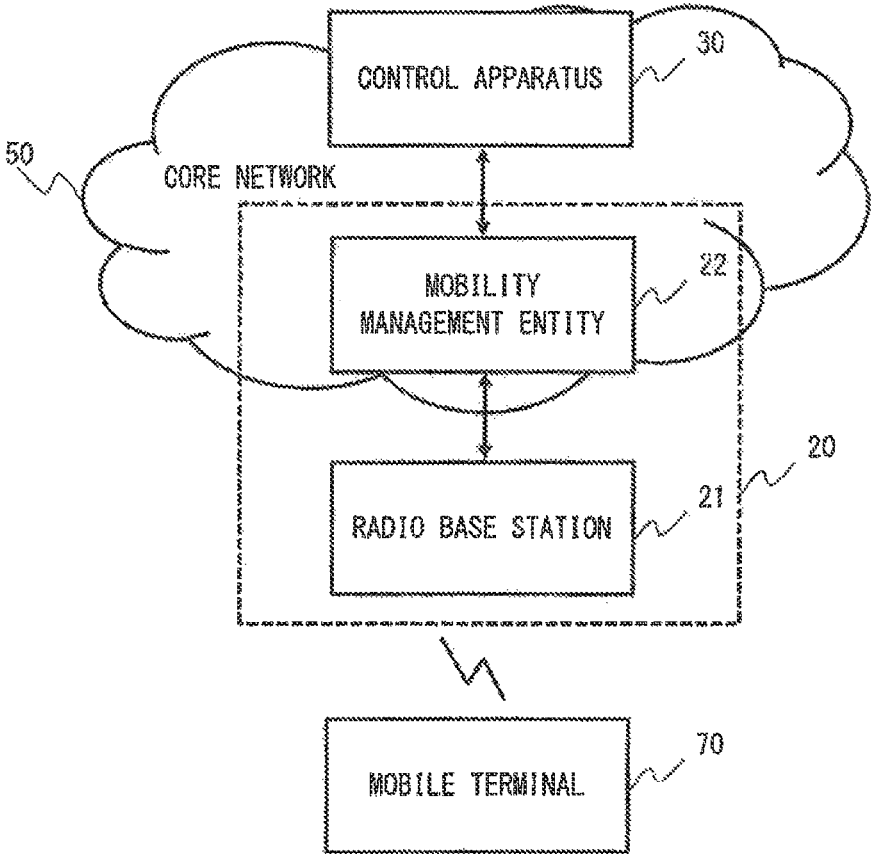 CONTROL APPARATUS
30
50
CORE NETWORK
MOBILITY
MANAGEMENT ENTITY
22
20
RADIO BASE STATION
21
MOBILE TERMINAL
70